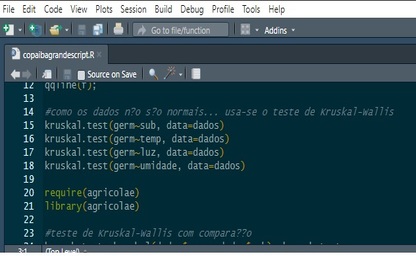 File Edit Code View Plots Session Build Debug Profile Tools Help
Go to file/function Addins
copaibagrandescript.R
Source on Save
12 qqline(r);
13
14 #como os dados n?o s?o normais... usa-se o teste de Kruskal-Wallis
15 kruskal.test(germ~sub, data=dados)
16 kruskal.test(germ~temp, data=dados)
17 kruskal.test(germ~luz, data=dados)
18 kruskal.test(germ~umidade, data=dados)
19
20 require(agricolae)
21 library(agricolae)
22
23 #teste de Kruskal-Wallis com compara??o
24
3:1 (Top Level)